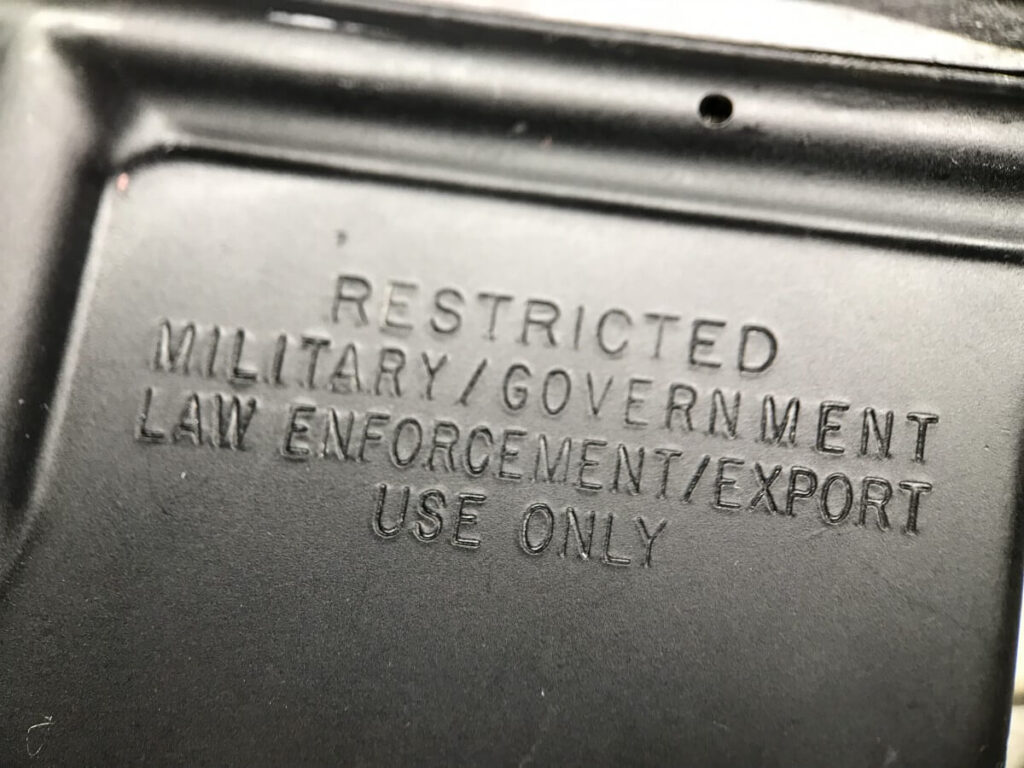 RESTRICTED
MILITARY/GOVERNMENT
LAW ENFORCEMENT/EXPORT
USE ONLY